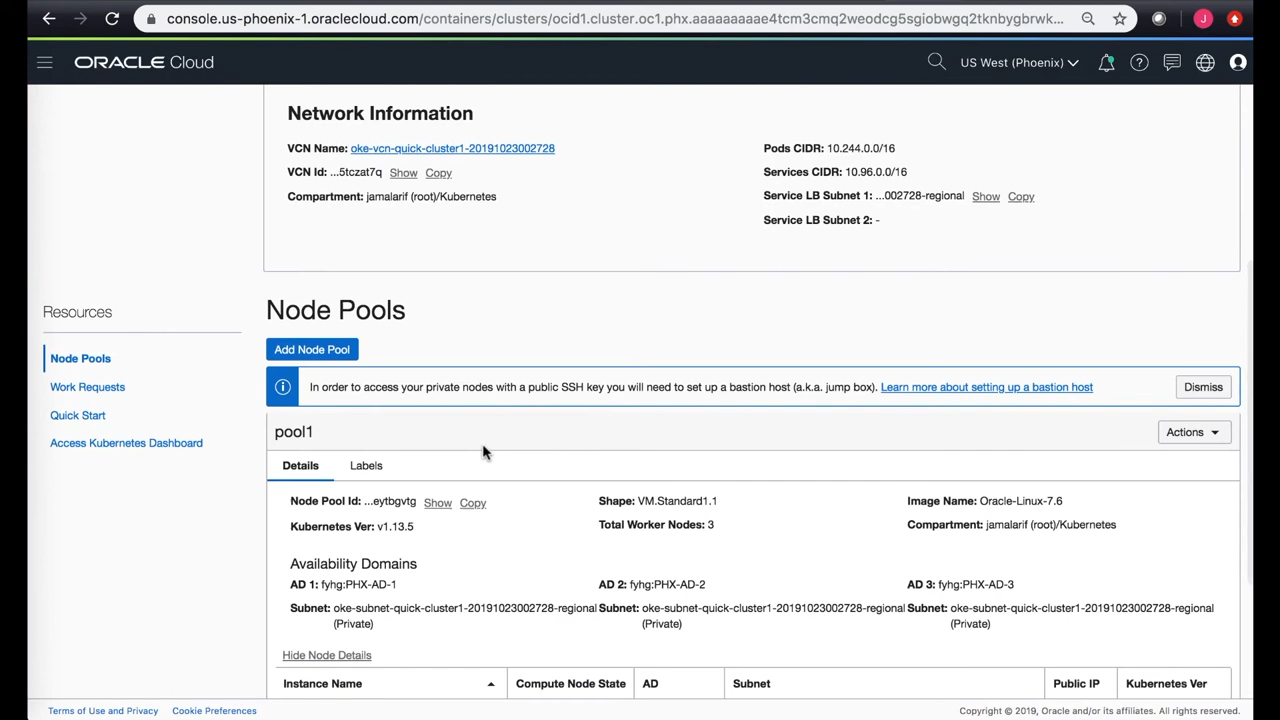 console.us-phoenix-1.oraclecloud.com/containers/clusters/ocid1.cluster.oc1.phx.aaaaaaaaae4tcm3cmq2weodcg5sgiobwgq2tknbygbrwk...
J
ORACLE Cloud
US West (Phoenix)
Network Information
VCN Name: oke-vcn-quick-cluster1-20191023002728
Pods CIDR: 10.244.0.0/16
VCN Id: ...5tczat7q Show Copy
Services CIDR: 10.96.0.0/16
Compartment: jamalarif (root)/Kubernetes
Service LB Subnet 1: ...002728-regional Show Copy
Service LB Subnet 2: -
Resources
Node Pools
Work Requests
Quick Start
Access Kubernetes Dashboard
Node Pools
Add Node Pool
In order to access your private nodes with a public SSH key you will need to set up a bastion host (a.k.a. jump box). Learn more about setting up a bastion host
Dismiss
pool1
Actions
Details Labels
Node Pool Id: ...eytbgvtg Show Copy
Shape: VM.Standard1.1
Image Name: Oracle-Linux-7.6
Kubernetes Ver: v1.13.5
Total Worker Nodes: 3
Compartment: jamalarif (root)/Kubernetes
Availability Domains
AD 1: fyhg:PHX-AD-1
AD 2: fyhg:PHX-AD-2
AD 3: fyhg:PHX-AD-3
Subnet: oke-subnet-quick-cluster1-20191023002728-regional
(Private)
Subnet: oke-subnet-quick-cluster1-20191023002728-regional
(Private)
Subnet: oke-subnet-quick-cluster1-20191023002728-regional
(Private)
Hide Node Details
Instance Name Compute Node State AD Subnet Public IP Kubernetes Ver
Terms of Use and Privacy Cookie Preferences
Copyright © 2019, Oracle and/or its affiliates. All rights reserved.